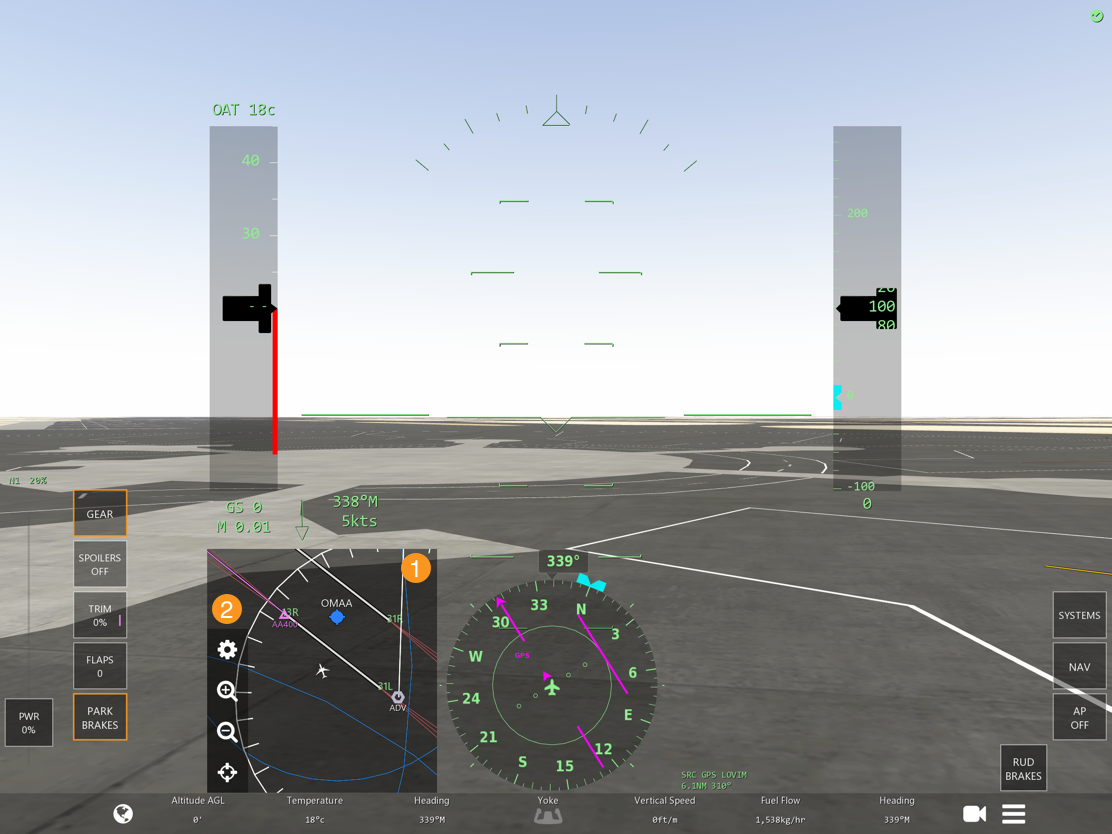 OAT 18c
40
30
200
- -
20
100
80
0
-100
0
N1 20%
GEAR
GS 0
M 0.01
338°M
5kts
SPOILERS
OFF
TRIM
0%
FLAPS
0
PARK
BRAKES
PWR
0%
1
2
OMAA
13R
AA400
31R
31L
ADV
339°
33
N
3
30
GPS
W
6
24
E
21
12
S
15
SRC GPS LOVIM
6.1NM 310°
SYSTEMS
NAV
AP
OFF
RUD
BRAKES
Altitude AGL
0'
Temperature
18°c
Heading
339°M
Yoke
Vertical Speed
0ft/m
Fuel Flow
1,538kg/hr
Heading
339°M